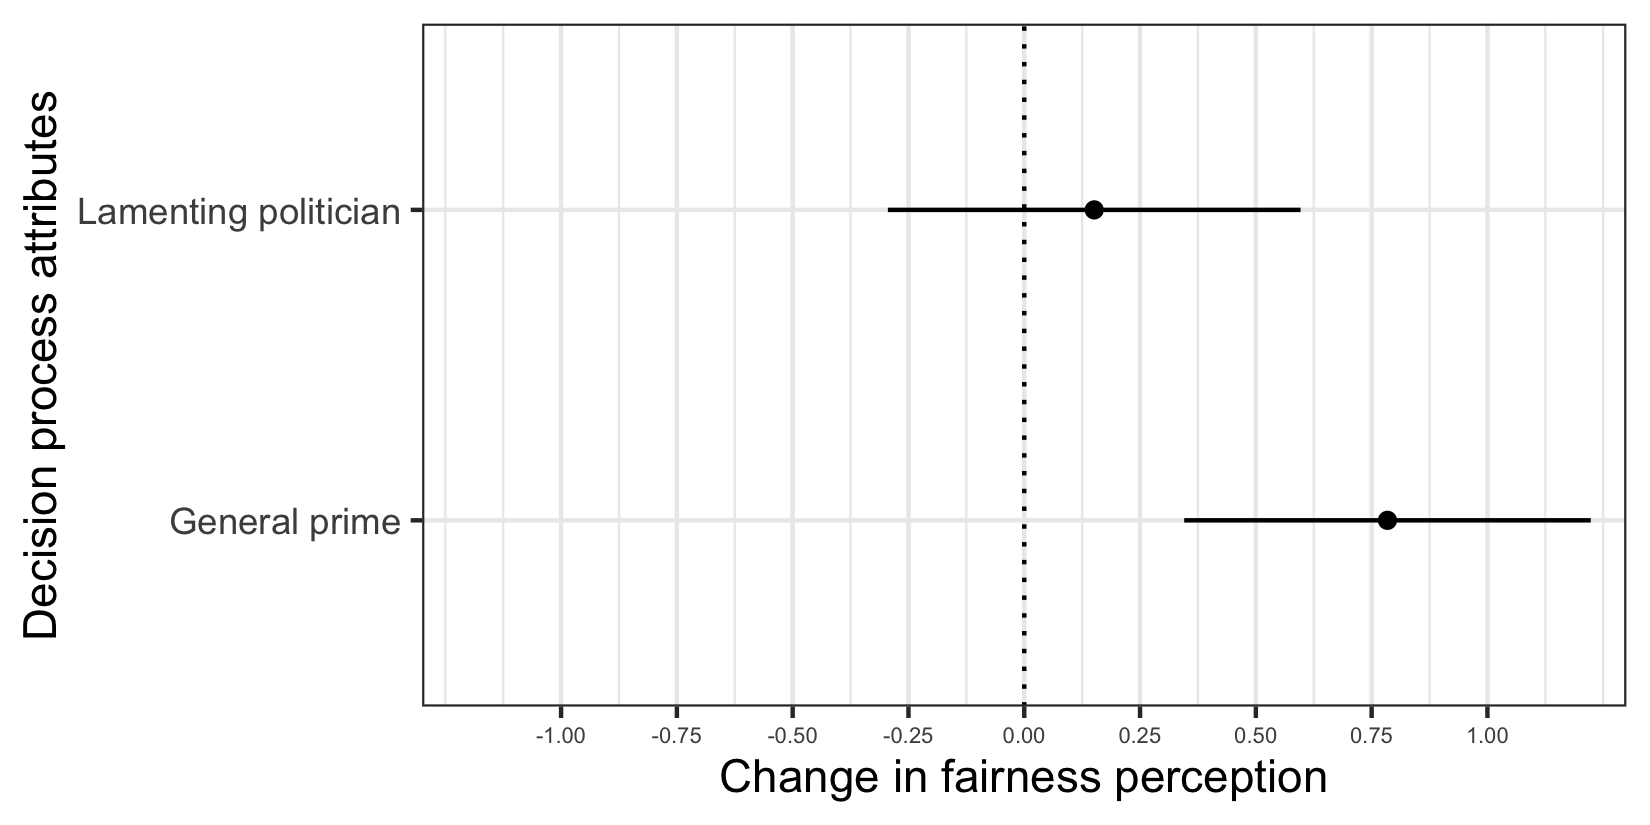 Decision process attributes
Lamenting politician
General prime
-1.00 -0.75 -0.50 -0.25 0.00 0.25 0.50 0.75 1.00
Change in fairness perception